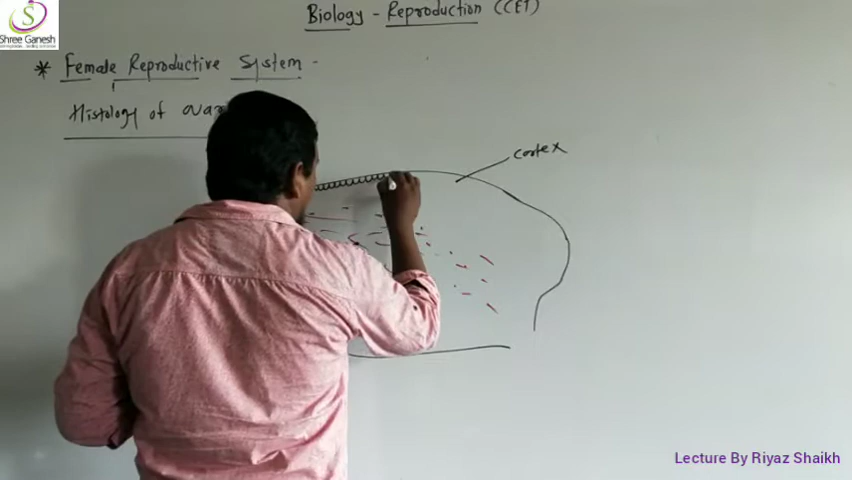 Biology - Reproduction (CET)
S
Shree Ganesh
* Female Reproductive System -
Histology of
cortex
Lecture By Riyaz Shaikh